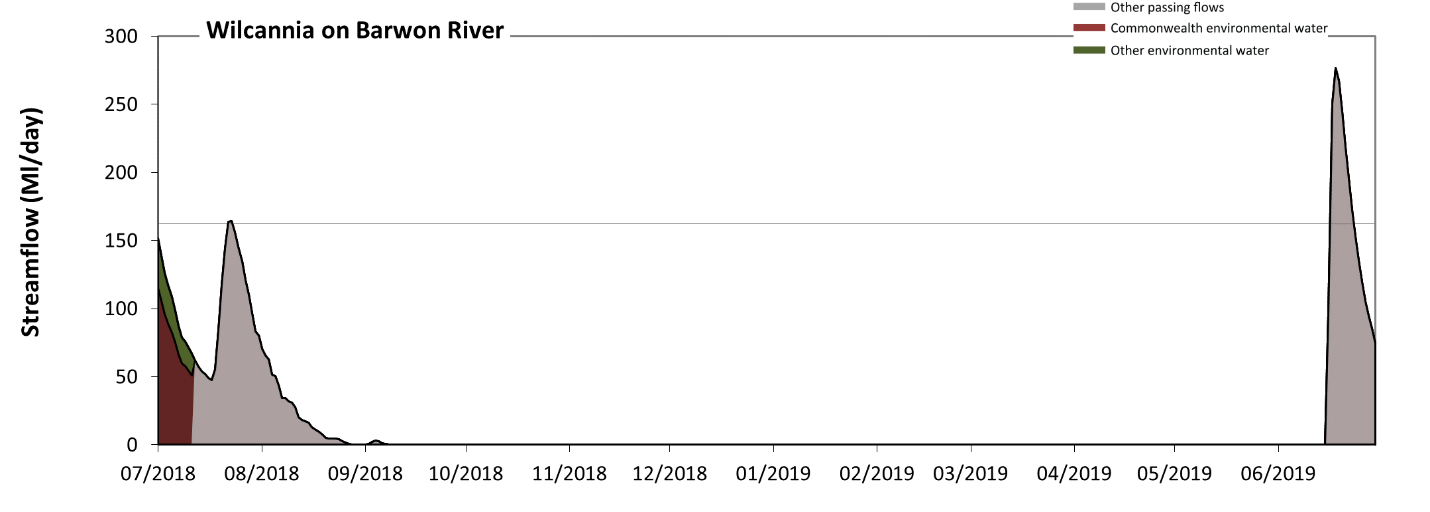 Other passing flows
Wilcannia on Barwon River
Commonwealth environmental water
Other environmental water
Streamflow (Ml/day)
300
250
200
150
100
50
0
07/2018 08/2018 09/2018 10/2018 11/2018 12/2018 01/2019 02/2019 03/2019 04/2019 05/2019 06/2019